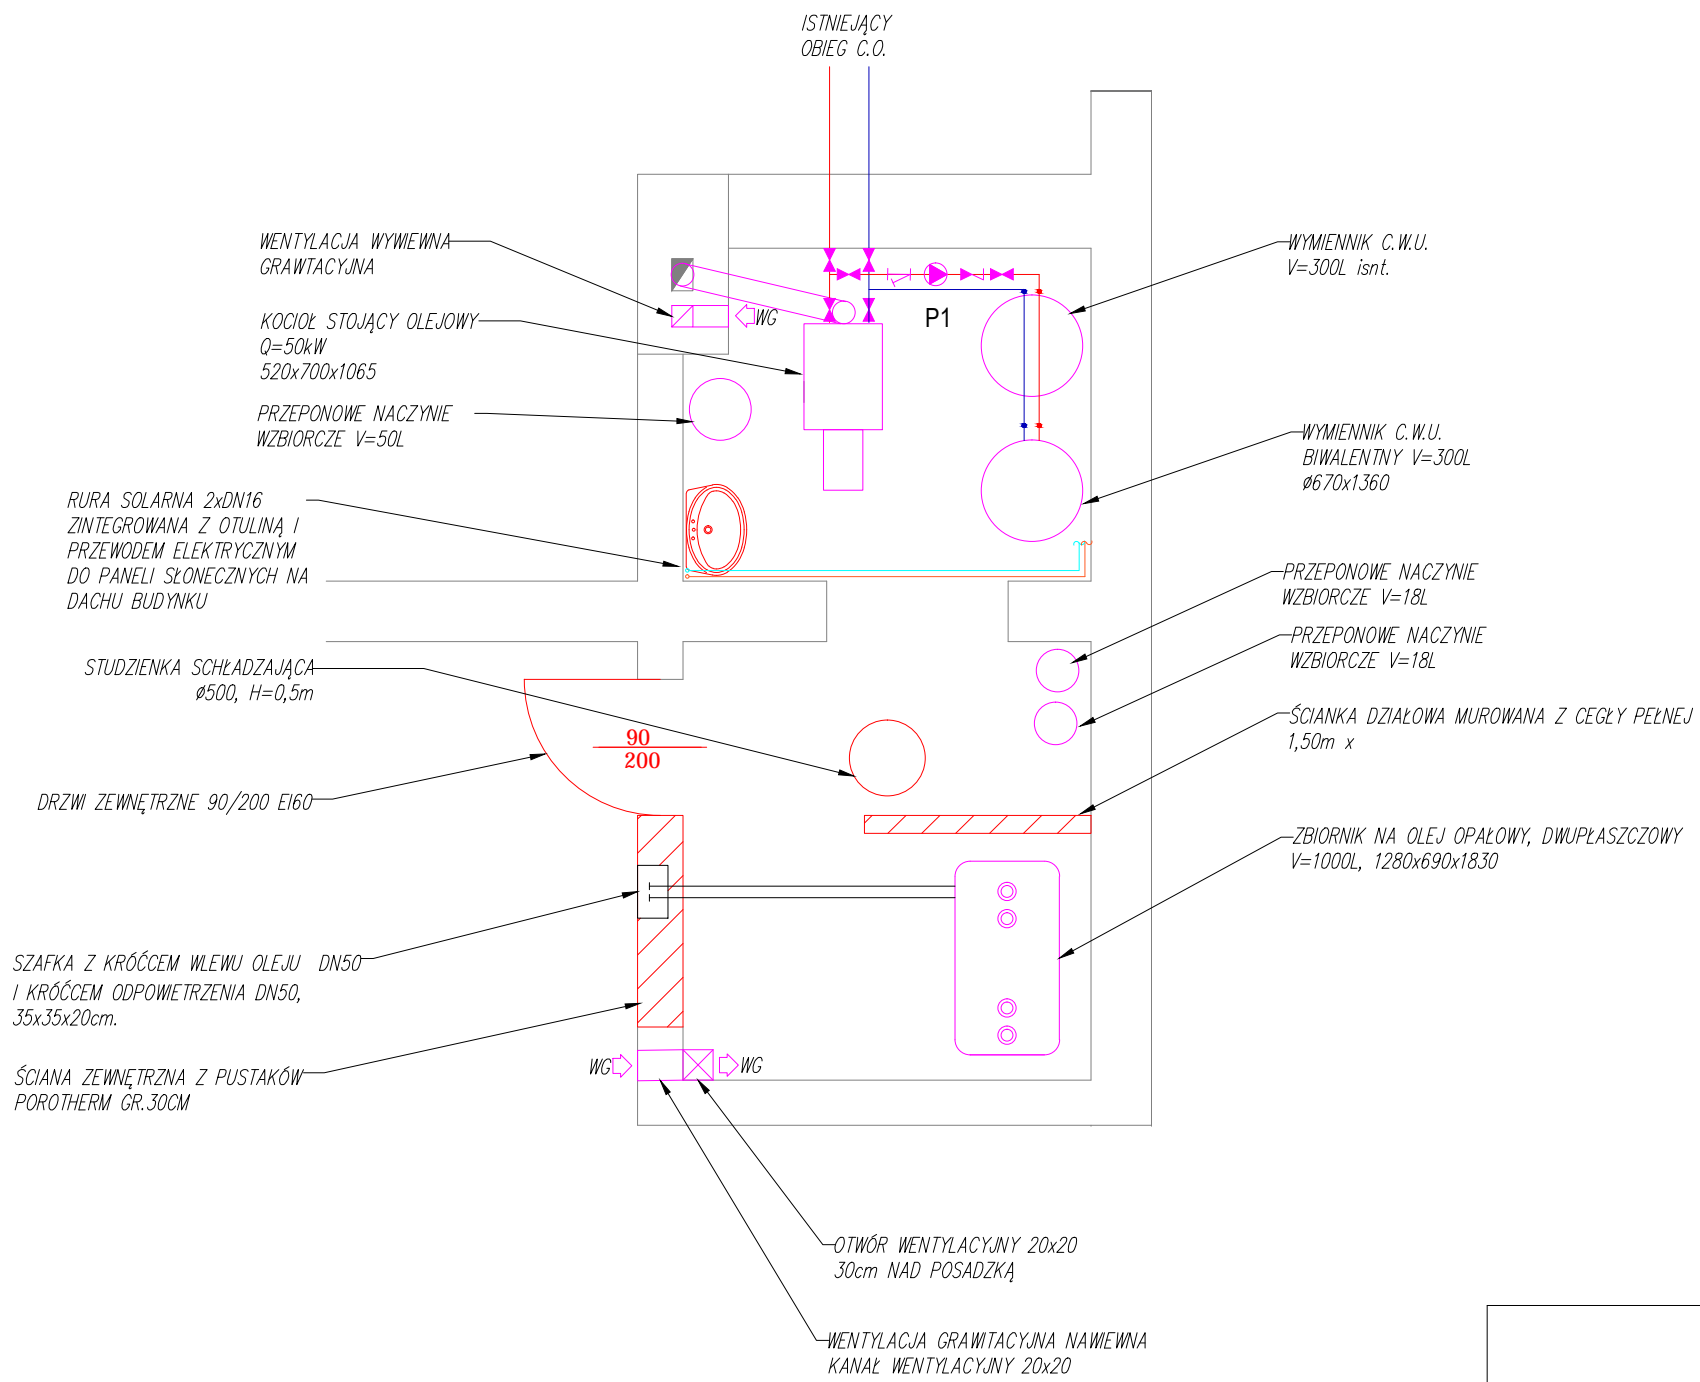 ISTNIEJĄCY
OBIEG C.O.
WENTYLACJA WYWIEWNA
GRAWTACYJNA
WG
KOCIOŁ STOJĄCY OLEJOWY
Q=50kW
520x700x1065
P1
WYMIENNIK C.W.U.
V=300L isnt.
PRZEPONOWE NACZYNIE
WZBIORCZE V=50L
WYMIENNIK C.W.U.
BIWALENTNY V=300L
ø670x1360
RURA SOLARNA 2xDN16
ZINTEGROWANA Z OTULINĄ I
PRZEWODEM ELEKTRYCZNYM
DO PANELI SŁONECZNYCH NA
DACHU BUDYNKU
PRZEPONOWE NACZYNIE
WZBIORCZE V=18L
PRZEPONOWE NACZYNIE
WZBIORCZE V=18L
STUDZIENKA SCHŁADZAJĄCA
ø500, H=0,5m
ŚCIANKA DZIAŁOWA MUROWANA Z CEGŁY PEŁNEJ
1,50m x
90
200
DRZWI ZEWNĘTRZNE 90/200 EI60
ZBIORNIK NA OLEJ OPAŁOWY, DWUPŁASZCZOWY
V=1000L, 1280x690x1830
SZAFKA Z KRÓĆCEM WLEWU OLEJU DN50
I KRÓĆCEM ODPOWIETRZENIA DN50,
35x35x20cm.
WG
WG
ŚCIANA ZEWNĘTRZNA Z PUSTAKÓW
POROTHERM GR.30CM
OTWÓR WENTYLACYJNY 20x20
30cm NAD POSADZKĄ
WENTYLACJA GRAWITACYJNA NAWIEWNA
KANAŁ WENTYLACYJNY 20x20